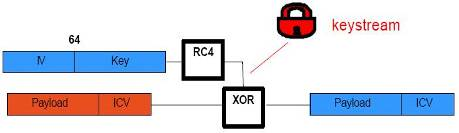 64
IV Key
RC4
keystream
Payload ICV
XOR
Payload ICV